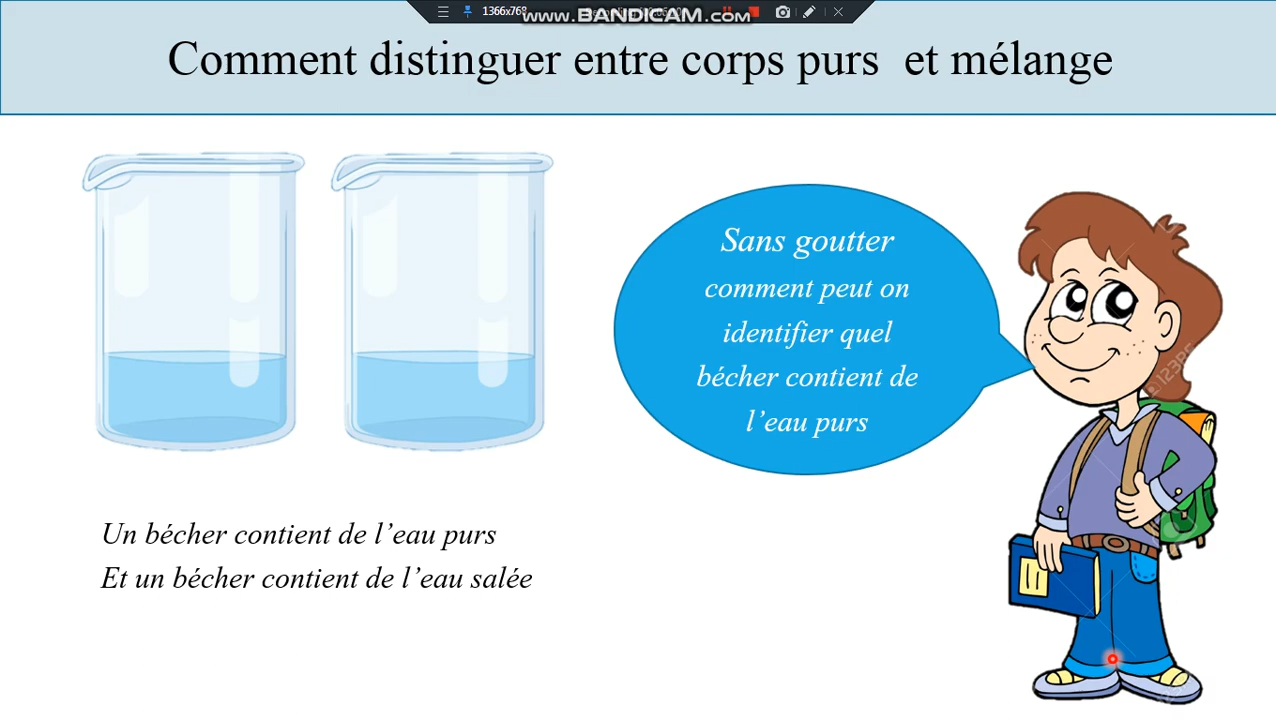 1366x768
www.BANDICAM.com
Comment distinguer entre corps purs et mélange
Sans goutter
comment peut on
identifier quel
bécher contient de
l'eau purs
Un bécher contient de l'eau purs
Et un bécher contient de l'eau salée